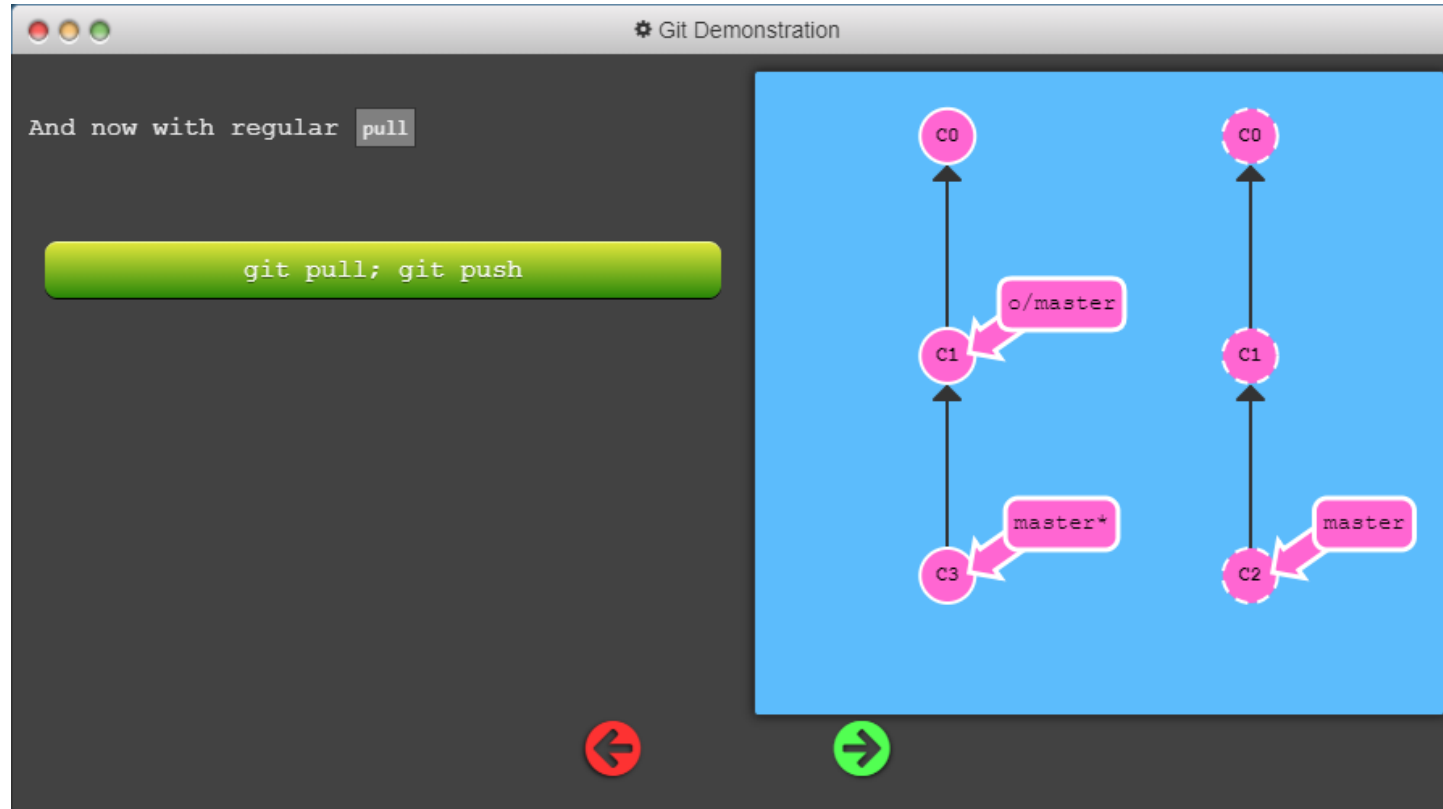 Git Demonstration
And now with regular pull
git pull; git push
C0
C0
o/master
C1
C1
master*
master
C3
C2